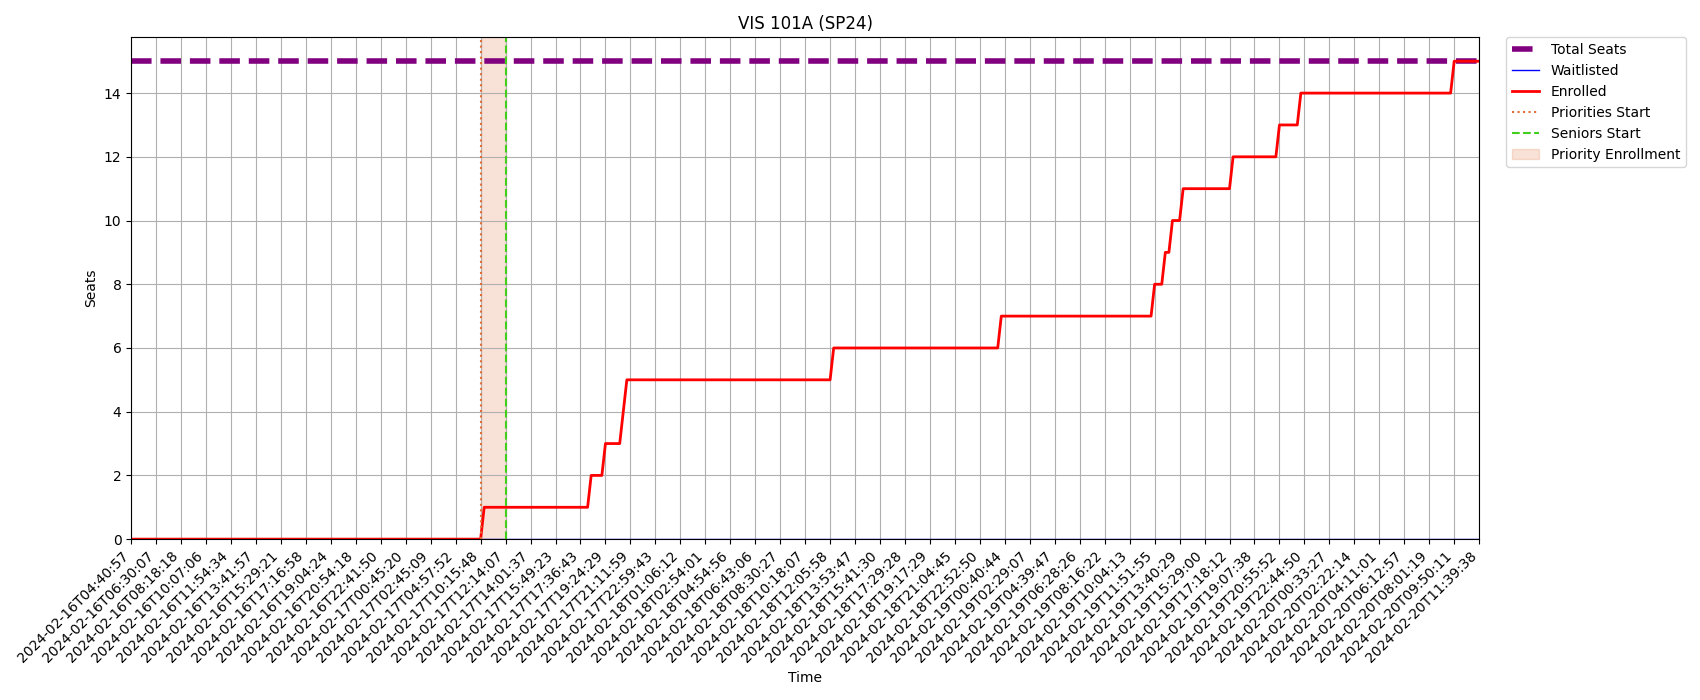 VIS 101A (SP24)
Total Seats
Waitlisted
Enrolled
Priorities Start
Seniors Start
Priority Enrollment
Seats
14
12
10
8
6
4
2
0
2024-02-16T04:40:57
2024-02-16T06:30:07
2024-02-16T08:18:18
2024-02-16T10:07:06
2024-02-16T11:54:34
2024-02-16T13:41:57
2024-02-16T15:29:21
2024-02-16T17:16:58
2024-02-16T19:04:24
2024-02-16T20:54:18
2024-02-16T22:41:50
2024-02-17T00:45:20
2024-02-17T02:45:09
2024-02-17T04:57:52
2024-02-17T10:15:48
2024-02-17T12:14:07
2024-02-17T14:01:37
2024-02-17T15:49:23
2024-02-17T17:36:43
2024-02-17T19:24:29
2024-02-17T21:11:59
2024-02-17T22:59:43
2024-02-18T01:06:12
2024-02-18T02:54:01
2024-02-18T04:54:56
2024-02-18T06:43:06
2024-02-18T08:30:27
2024-02-18T10:18:07
2024-02-18T12:05:58
2024-02-18T13:53:47
2024-02-18T15:41:30
2024-02-18T17:29:28
2024-02-18T19:17:29
2024-02-18T21:04:45
2024-02-18T22:52:50
2024-02-19T00:40:44
2024-02-19T02:29:07
2024-02-19T04:39:47
2024-02-19T06:28:26
2024-02-19T08:16:22
2024-02-19T10:04:13
2024-02-19T11:51:55
2024-02-19T13:40:29
2024-02-19T15:29:00
2024-02-19T17:18:12
2024-02-19T19:07:38
2024-02-19T20:55:52
2024-02-19T22:44:50
2024-02-20T00:33:27
2024-02-20T02:22:14
2024-02-20T04:11:01
2024-02-20T06:12:57
2024-02-20T08:01:19
2024-02-20T09:50:11
2024-02-20T11:39:38
Time